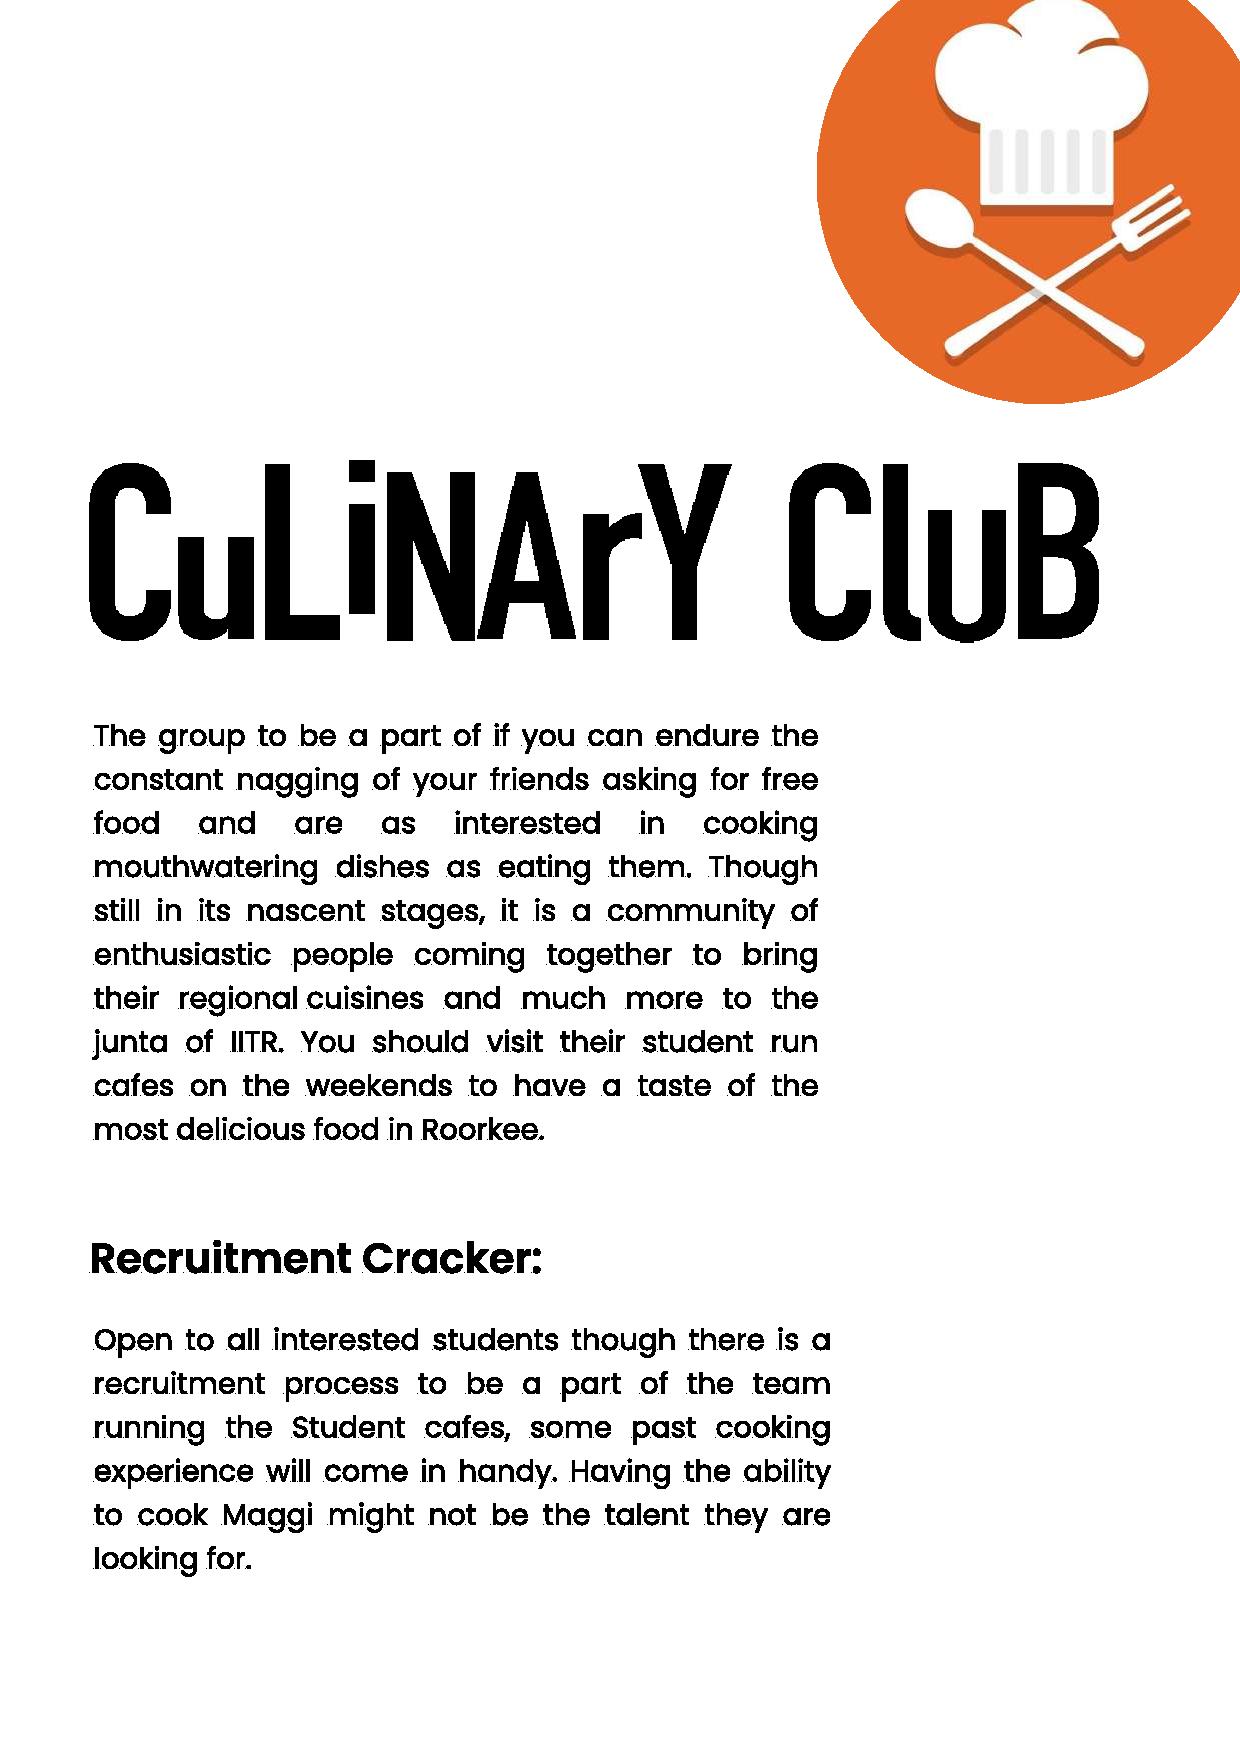 CuLiNArY CluB
The group to be a part of if you can endure the
constant nagging of your friends asking for free
food and are as interested in cooking
mouthwatering dishes as eating them. Though
still in its nascent stages, it is a community of
enthusiastic people coming together to bring
their regional cuisines and much more to the
junta of IITR. You should visit their student run
cafes on the weekends to have a taste of the
most delicious food in Roorkee.
Recruitment Cracker:
Open to all interested students though there is a
recruitment process to be a part of the team
running the Student cafes, some past cooking
experience will come in handy. Having the ability
to cook Maggi might not be the talent they are
looking for.